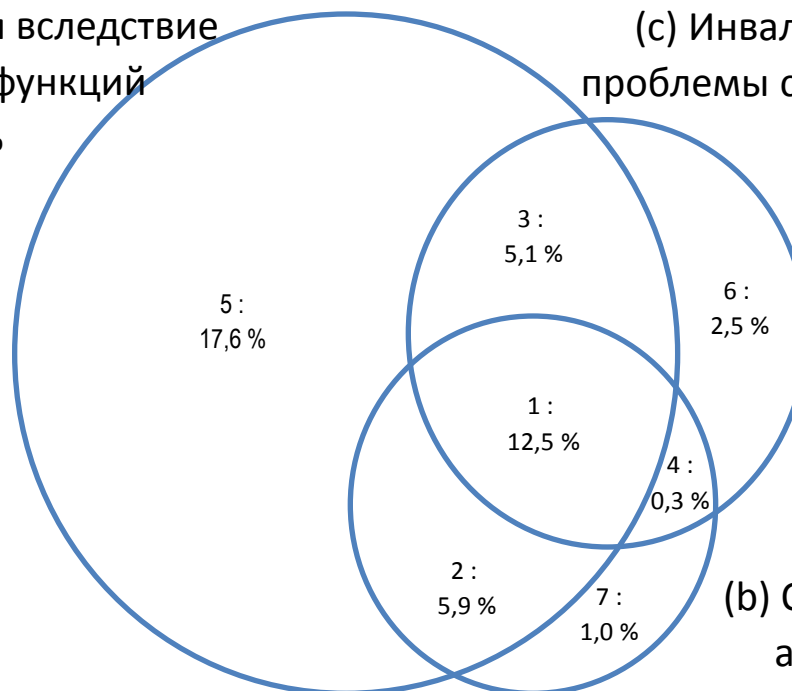 вследствие
функций
(c) Инвал
проблемы с
3 :
5,1 %
6 :
2,5 %
5 :
17,6 %
1 :
12,5 %
4 :
0,3 %
2 :
5,9 %
7 :
1,0 %
(b) С
а